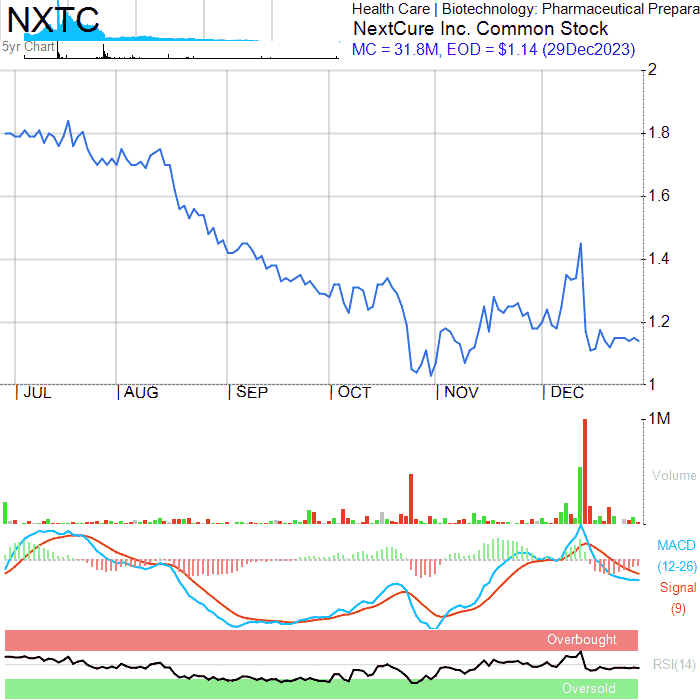 NXTC
Health Care | Biotechnology: Pharmaceutical Prepara
NextCure Inc. Common Stock
5yr Chart
MC = 31.8M, EOD = $1.14 (29Dec2023)
2
1.8
1.6
1.4
1.2
1
JUL
AUG
SEP
OCT
NOV
DEC
1M
Volume
MACD
(12-26)
Signal
(9)
Overbought
RSI(14)
Oversold